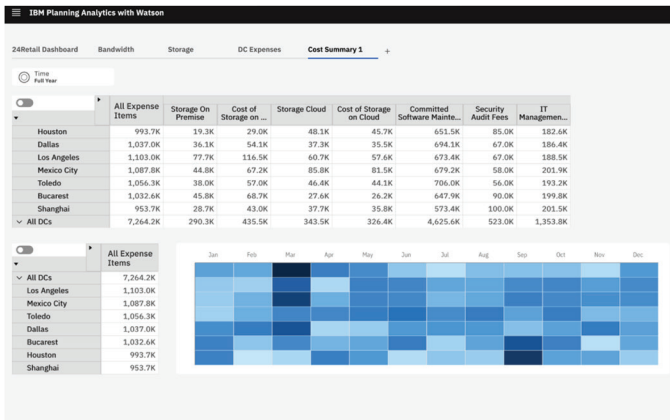 IBM Planning Analytics with Watson
24Retail Dashboard Bandwidth Storage DC Expenses Cost Summary 1 +
Time
Full Year
All Expense Items Storage On Premise Cost of Storage on ... Storage Cloud Cost of Storage on Cloud Committed Software Mainte... Security Audit Fees IT Managemen...
Houston 993.7K 19.3K 29.0K 48.1K 45.7K 651.5K 85.0K 182.6K
Dallas 1,037.0K 36.1K 54.1K 37.3K 35.5K 694.1K 67.0K 186.4K
Los Angeles 1,103.0K 77.7K 116.5K 60.7K 57.6K 673.4K 67.0K 188.5K
Mexico City 1,087.8K 44.8K 67.2K 85.8K 81.5K 679.2K 58.0K 201.9K
Toledo 1,056.3K 38.0K 57.0K 46.4K 44.1K 706.0K 56.0K 193.2K
Bucarest 1,032.6K 45.8K 68.7K 27.6K 26.2K 647.9K 90.0K 199.8K
Shanghai 953.7K 28.7K 43.0K 37.7K 35.8K 573.4K 100.0K 201.5K
All DCs 7,264.2K 290.3K 435.5K 343.5K 326.4K 4,625.6K 523.0K 1,353.8K
All Expense Items
All DCs 7,264.2K
Los Angeles 1,103.0K
Mexico City 1,087.8K
Toledo 1,056.3K
Dallas 1,037.0K
Bucarest 1,032.6K
Houston 993.7K
Shanghai 953.7K
Jan Feb Mar Apr May Jun Jul Aug Sep Oct Nov Dec